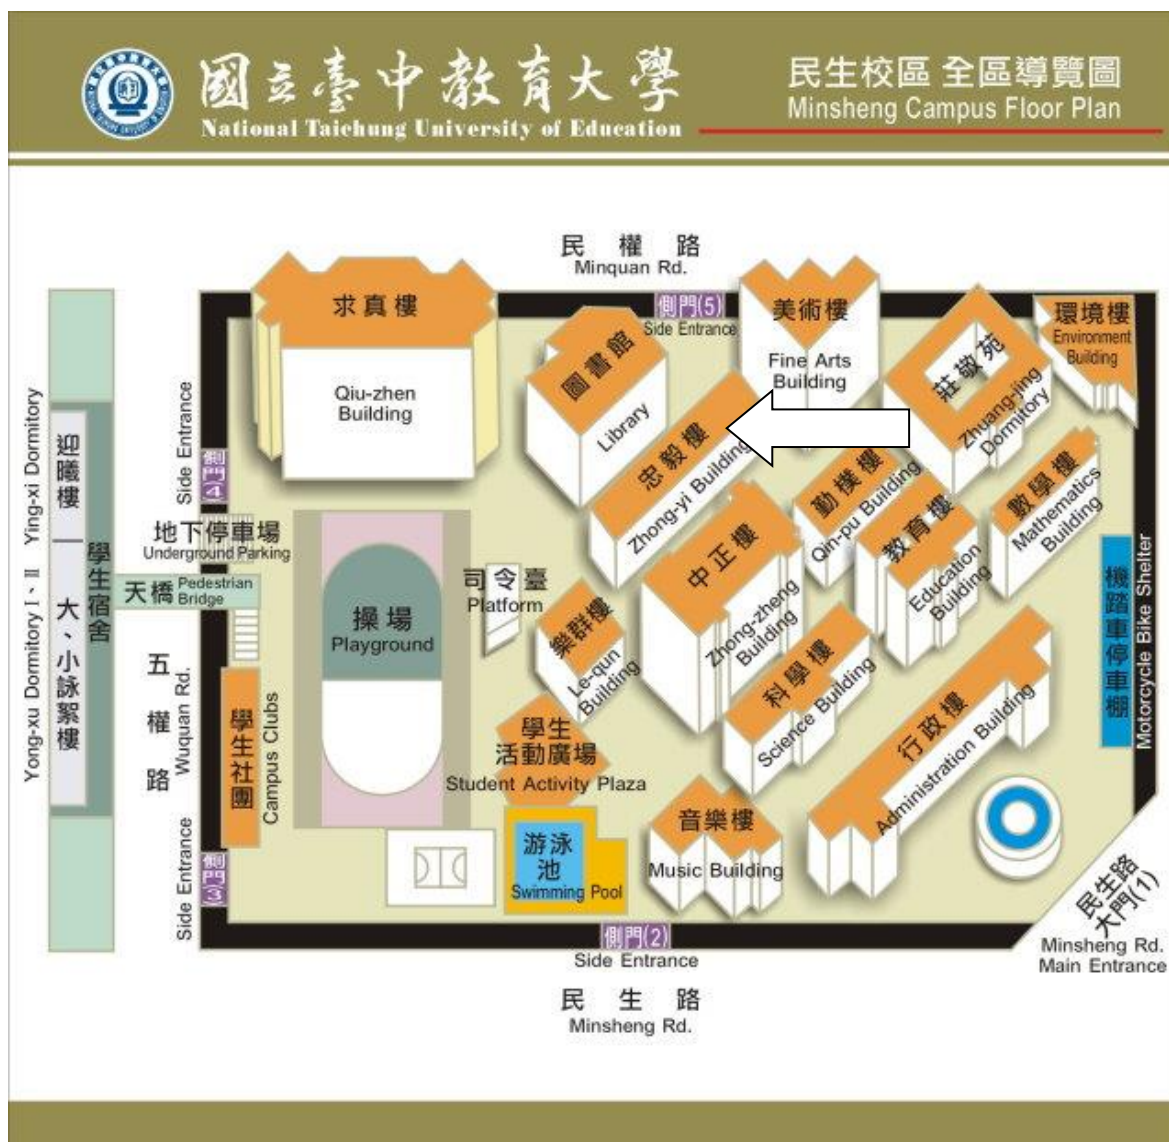 國立臺中教育大學
National Taichung University of Education
民生校區 全區導覽圖
Minsheng Campus Floor Plan
民權路
Minquan Rd.
側門(5)
Side Entrance
求真樓
Qiu-zhen
Building
圖書館
Library
美術樓
Fine Arts
Building
莊敬苑
Zhuang-jing
Dormitory
環境樓
Environment
Building
忠毅樓
Zhong-yi Building
勤樸樓
Qin-pu Building
教育樓
Education
Building
數學樓
Mathematics
Building
Side Entrance
側門(4)
地下停車場
Underground Parking
天橋
Pedestrian
Bridge
迎曦樓
Ying-xi Dormitory
學生宿舍
大、小詠絮樓
Yong-xu Dormitory I、II
五權路
Wuquan Rd.
學生社團
Campus Clubs
Side Entrance
側門(3)
操場
Playground
司令臺
Platform
樂群樓
Le-qun
Building
中正樓
Zhong-zheng
Building
科學樓
Science Building
行政樓
Administration Building
機踏車停車棚
Motorcycle Bike Shelter
學生
活動廣場
Student Activity Plaza
游泳
池
Swimming Pool
音樂樓
Music Building
側門(2)
Side Entrance
民生路
Minsheng Rd.
民生路
大門(1)
Minsheng Rd.
Main Entrance